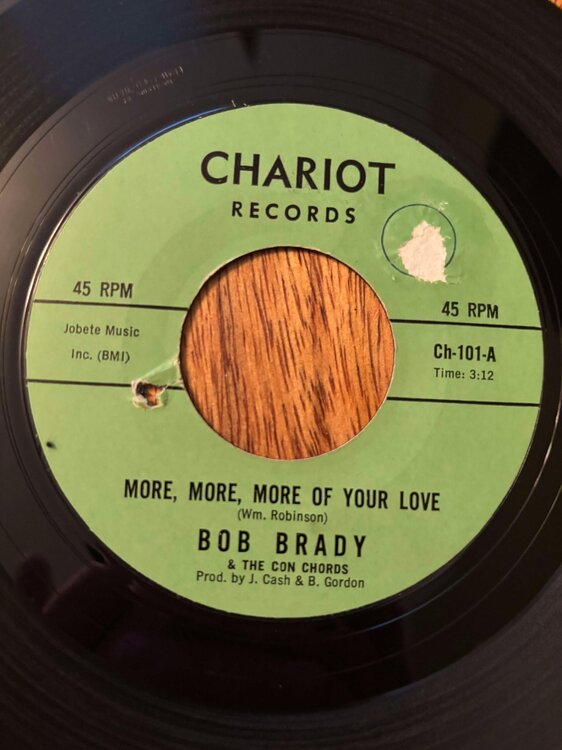 CHARIOT
RECORDS
45 RPM
Jobete Music
Inc. (BMI)
45 RPM
Ch-101-A
Time: 3:12
MORE, MORE, MORE OF YOUR LOVE
(Wm. Robinson)
BOB BRADY
& THE CON CHORDS
Prod. by J. Cash & B. Gordon